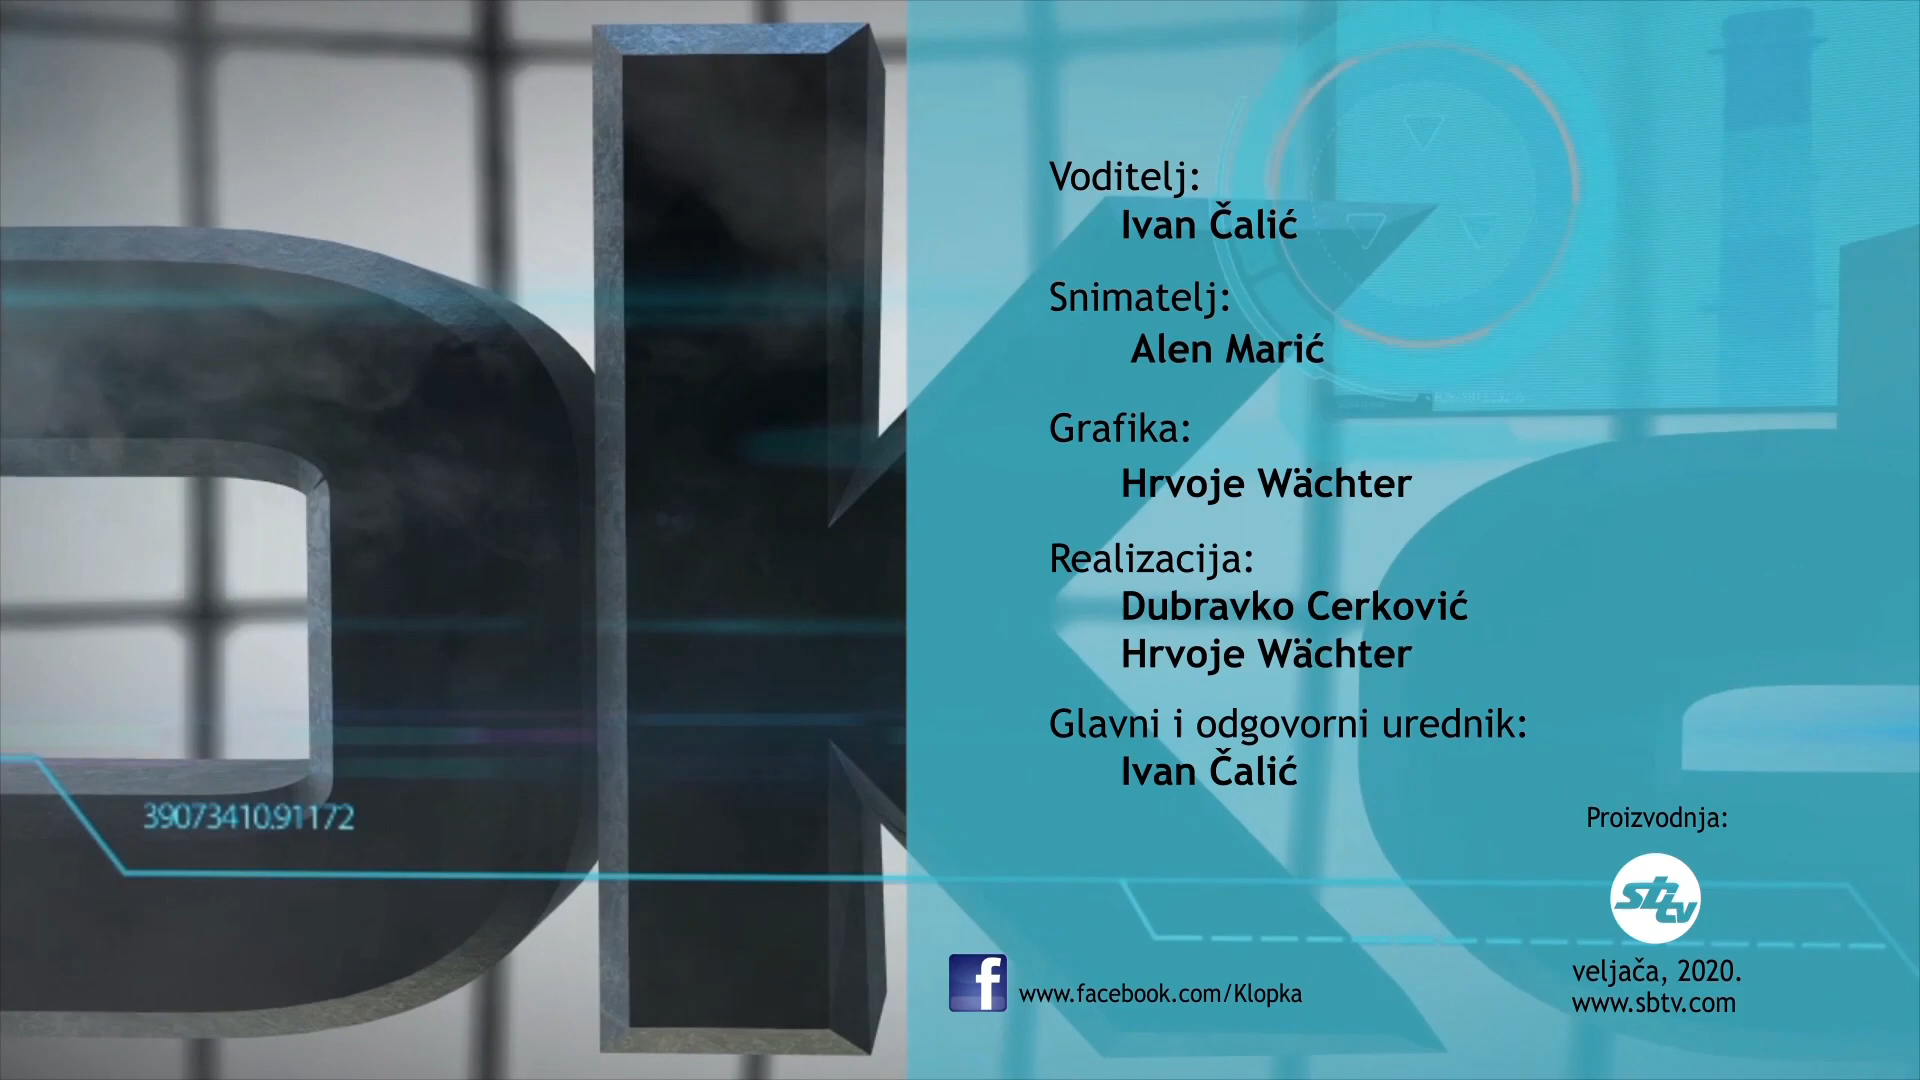 Voditelj:
Ivan Čalić
Snimatelj:
Alen Marić
Grafika:
Hrvoje Wächter
Realizacija:
Dubravko Cerković
Hrvoje Wächter
Glavni i odgovorni urednik:
Ivan Čalić
39073410.91172
Proizvodnja:
sbtv
veljača, 2020.
www.sbtv.com
f www.facebook.com/Klopka